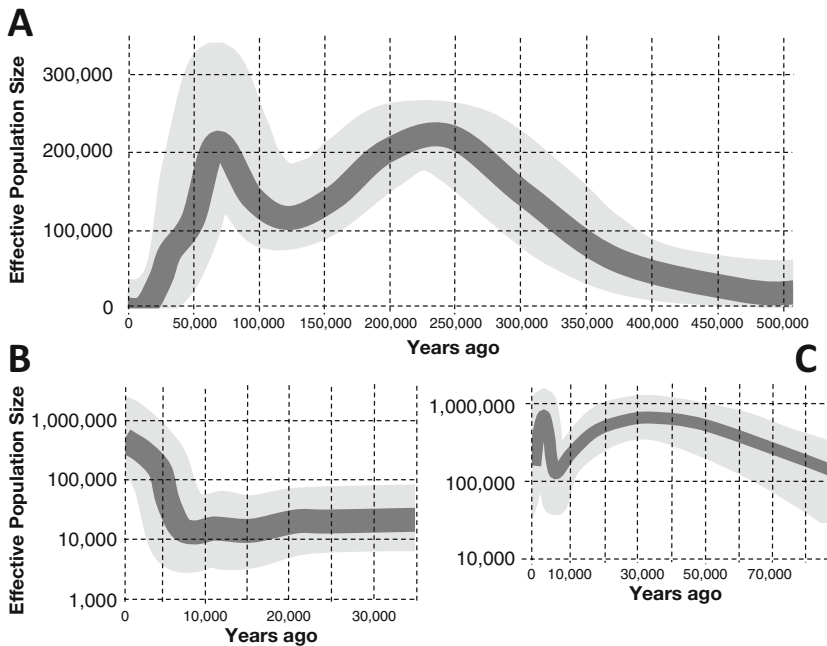 A
Effective Population Size
300,000
200,000
100,000
0
0 50,000 100,000 150,000 200,000 250,000 300,000 350,000 400,000 450,000 500,000
Years ago
B
Effective Population Size
1,000,000
100,000
10,000
1,000
0 10,000 20,000 30,000
Years ago
C
1,000,000
100,000
10,000
0 10,000 30,000 50,000 70,000
Years ago